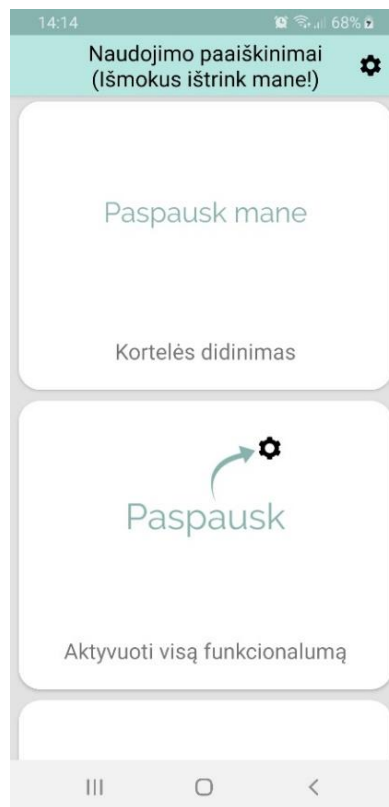 14:14
68%
Naudojimo paaiškinimai
(Išmokus ištrink mane!)
Paspausk mane
Kortelės didinimas
Paspausk
Aktyvuoti visą funkcionalumą